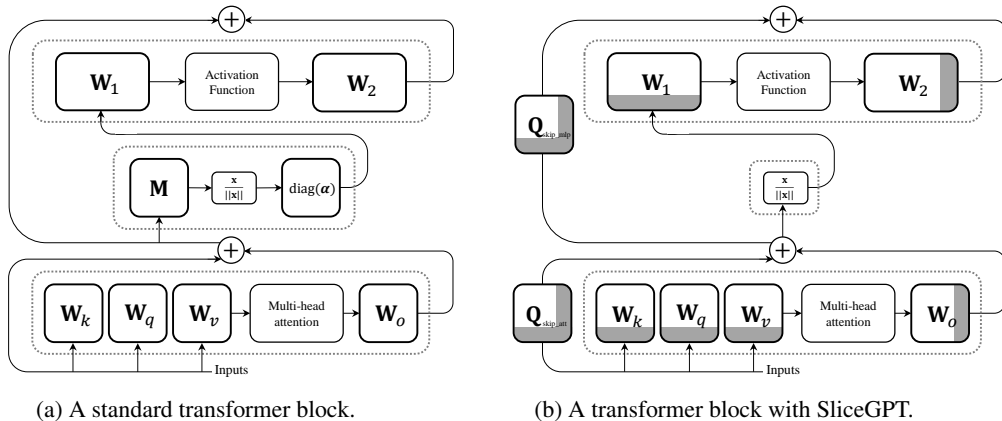 +
W1 Activation Function W2
M x/||x|| diag(α)
+
Wk Wq Wv Multi-head attention Wo
Inputs
(a) A standard transformer block.
+
W1 Activation Function W2
Qskip_mlp
x/||x||
+
Qskip_att Wk Wq Wv Multi-head attention Wo
Inputs
(b) A transformer block with SliceGPT.